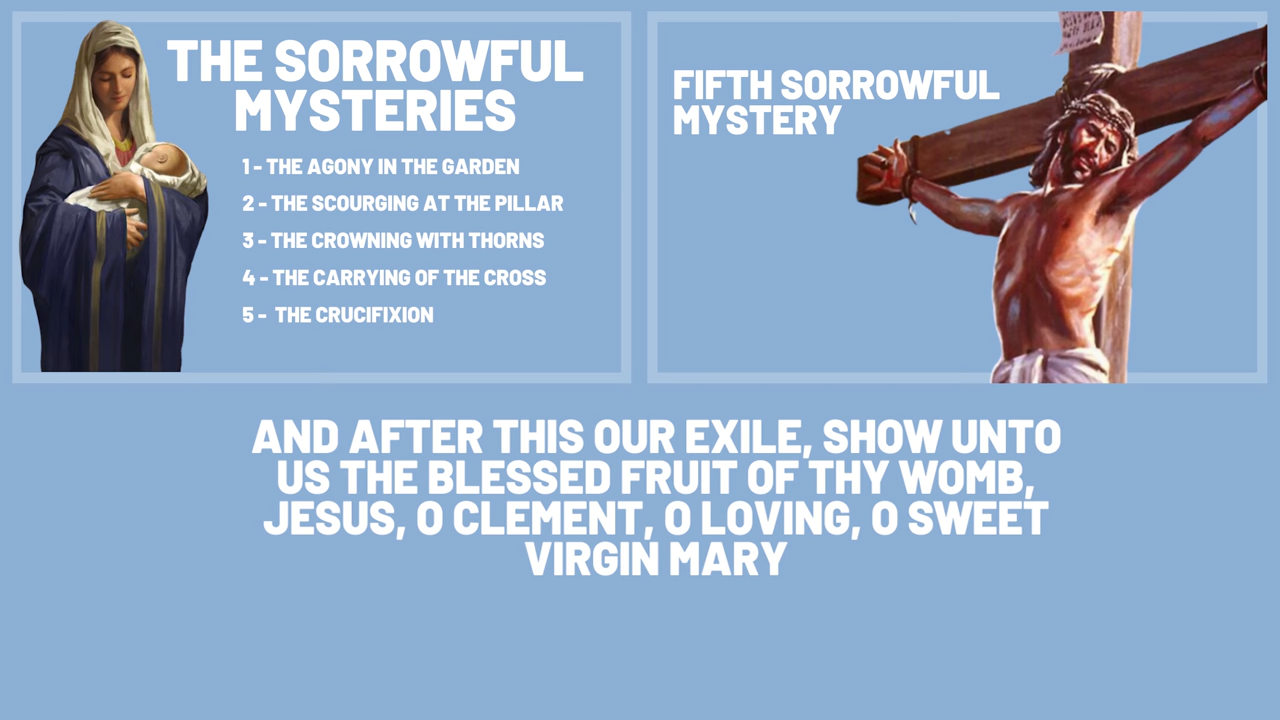 THE SORROWFUL
MYSTERIES
1 - THE AGONY IN THE GARDEN
2 - THE SCOURGING AT THE PILLAR
3 - THE CROWNING WITH THORNS
4 - THE CARRYING OF THE CROSS
5 - THE CRUCIFIXION
FIFTH SORROWFUL
MYSTERY
AND AFTER THIS OUR EXILE, SHOW UNTO
US THE BLESSED FRUIT OF THY WOMB,
JESUS, O CLEMENT, O LOVING, O SWEET
VIRGIN MARY